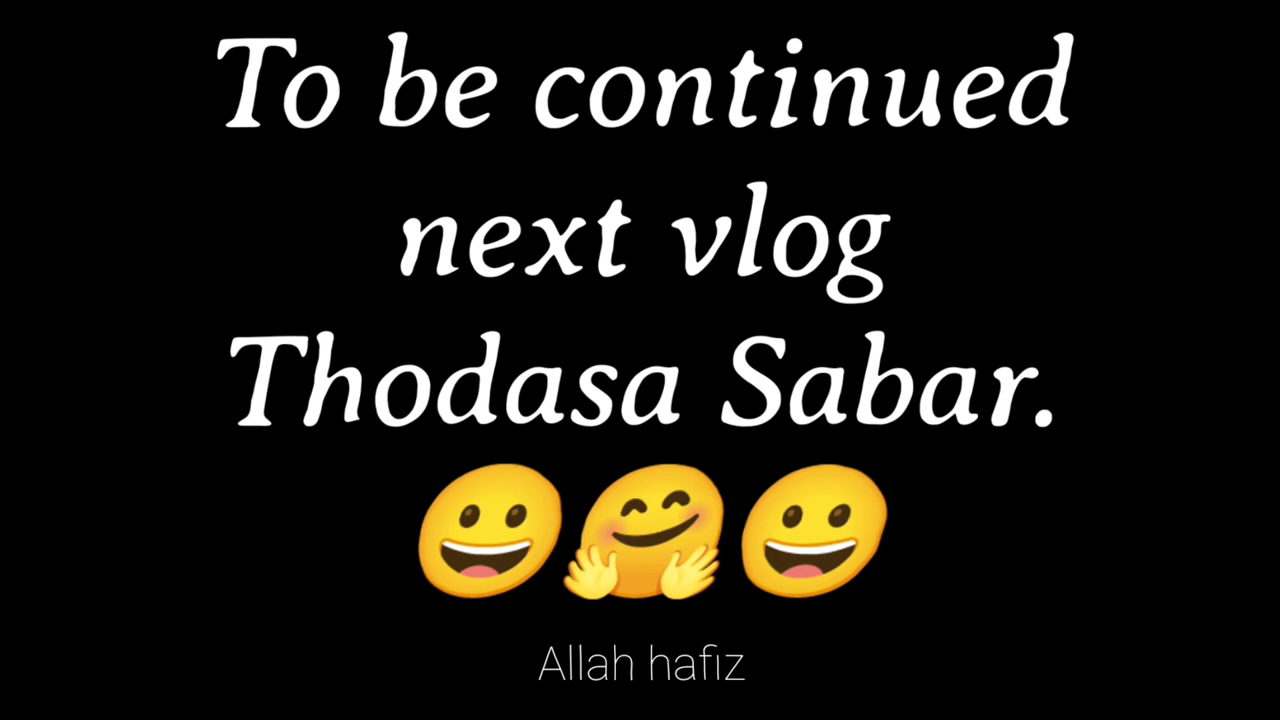 To be continued
next vlog
Thodasa Sabar.
😀🤗😀
Allah hafiz